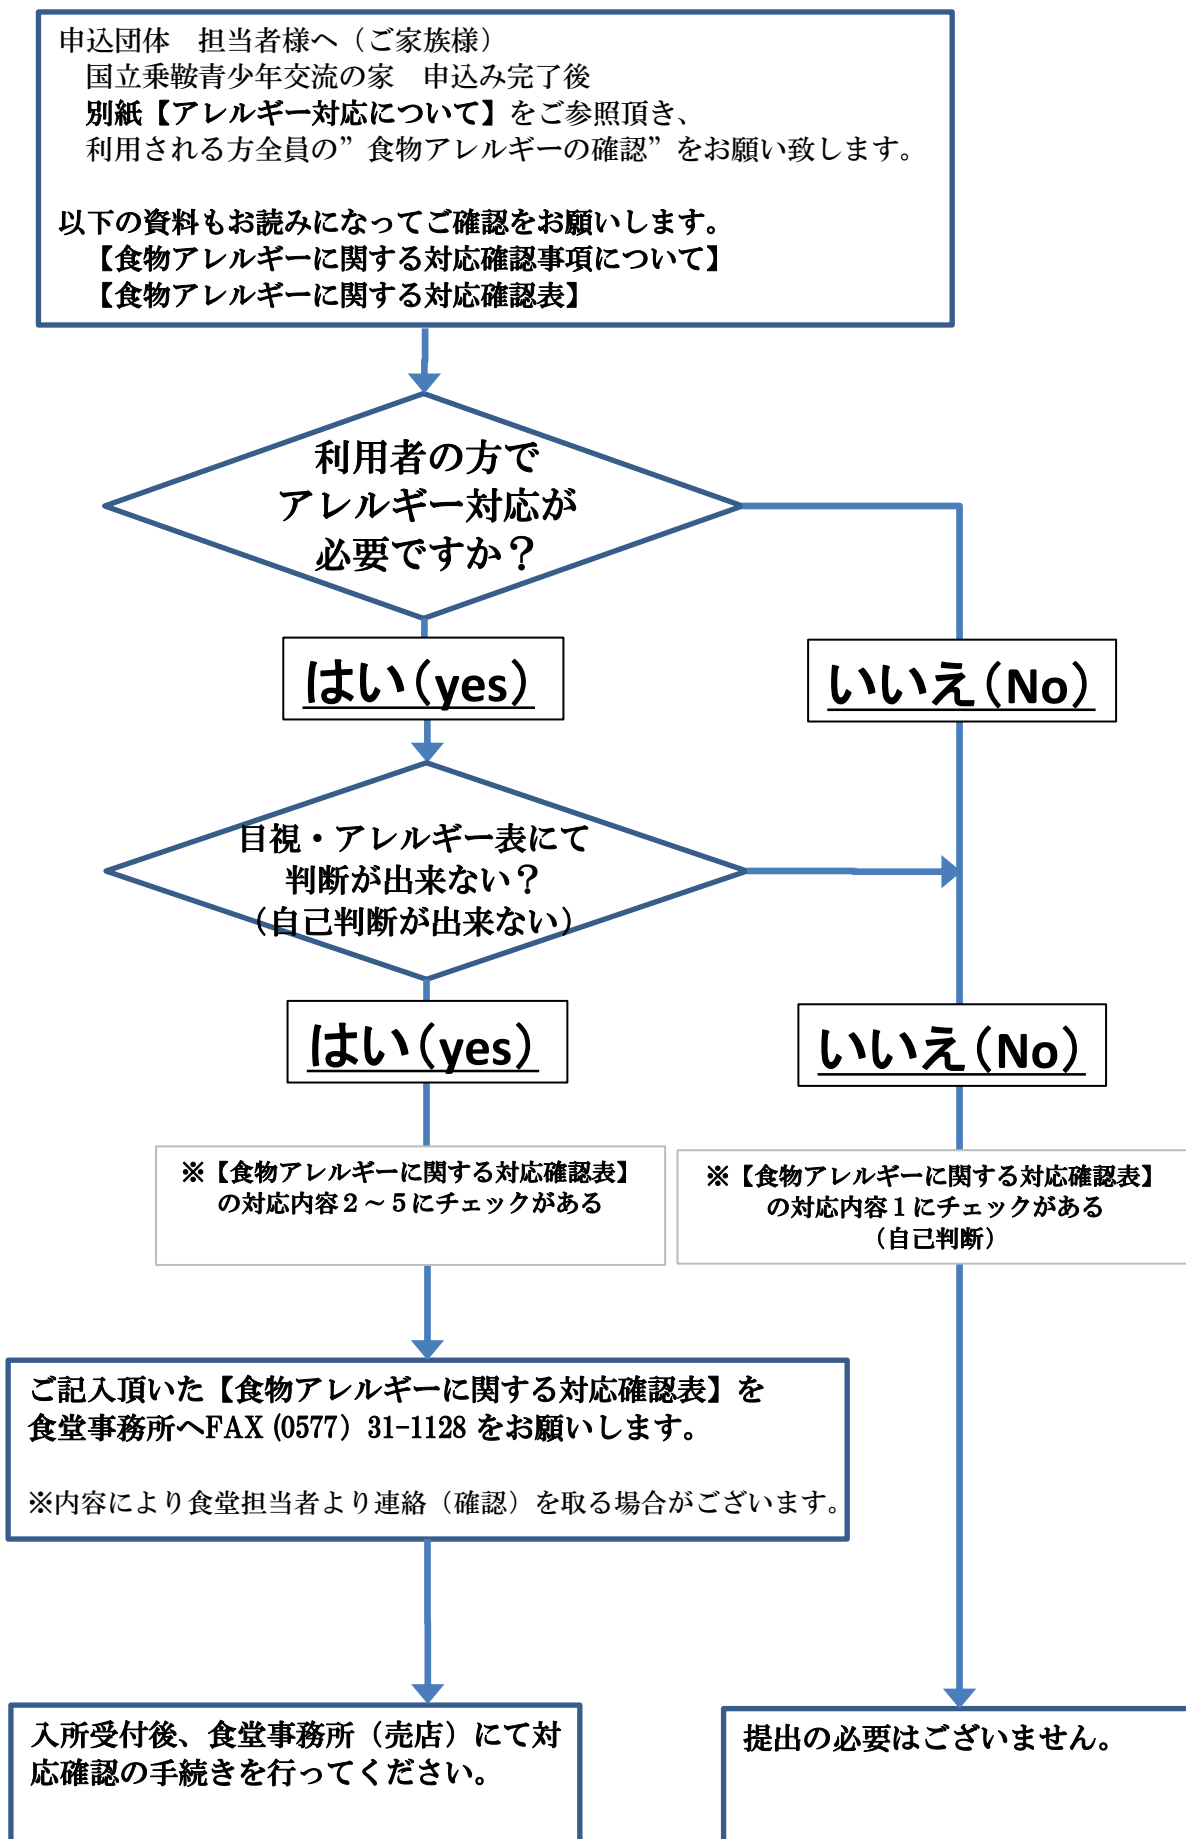 申込団体　担当者様へ（ご家族様）
国立乗鞍青少年交流の家　申込み完了後
別紙【アレルギー対応について】をご参照頂き、
利用される方全員の”食物アレルギーの確認”をお願い致します。
以下の資料もお読みになってご確認をお願いします。
【食物アレルギーに関する対応確認事項について】
【食物アレルギーに関する対応確認表】
利用者の方で
アレルギー対応が
必要ですか？
はい(yes)
いいえ(No)
目視・アレルギー表にて
判断が出来ない？
（自己判断が出来ない）
はい(yes)
いいえ(No)
※【食物アレルギーに関する対応確認表】
の対応内容２～５にチェックがある
※【食物アレルギーに関する対応確認表】
の対応内容１にチェックがある
（自己判断）
ご記入頂いた【食物アレルギーに関する対応確認表】を
食堂事務所へFAX (0577）31-1128 をお願いします。
※内容により食堂担当者より連絡（確認）を取る場合がございます。
入所受付後、食堂事務所（売店）にて対
応確認の手続きを行ってください。
提出の必要はございません。